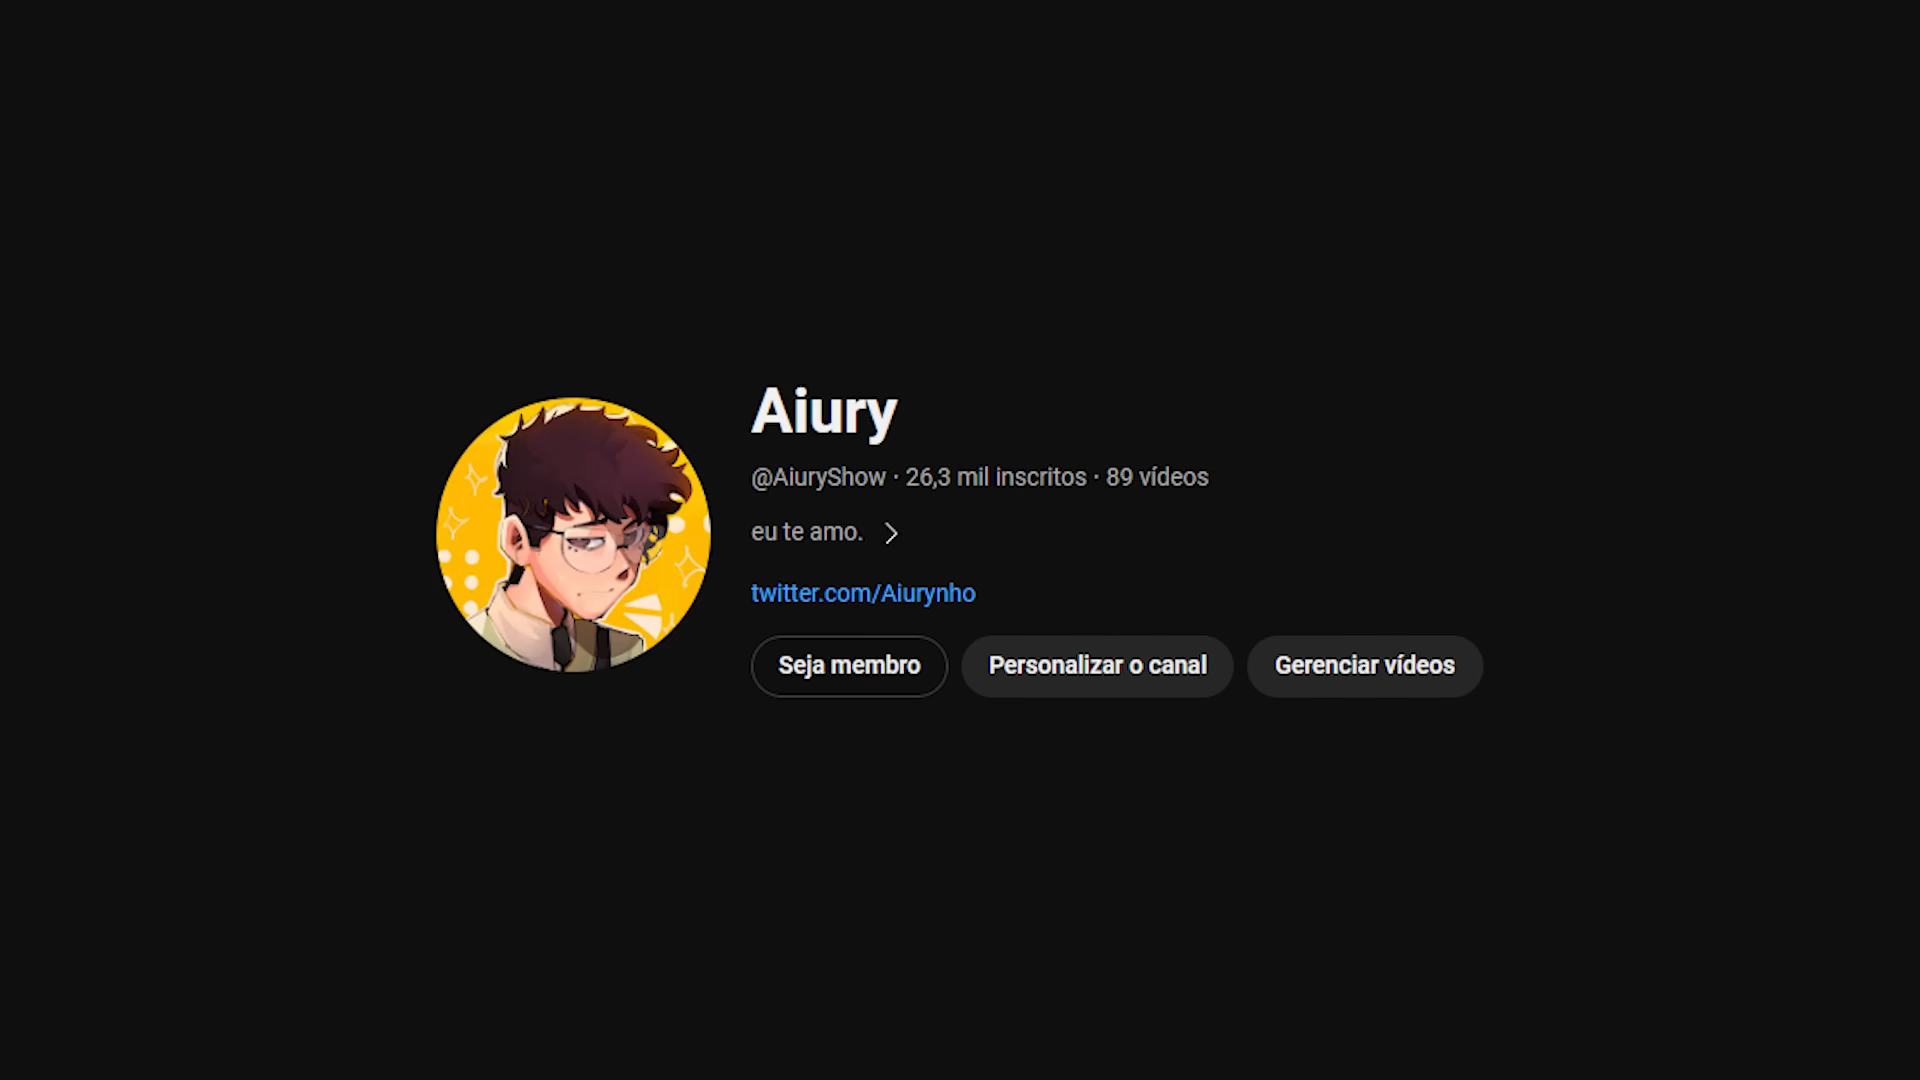 Aiury
@AiuryShow · 26,3 mil inscritos · 89 vídeos
eu te amo.
twitter.com/Aiurynho
Seja membro Personalizar o canal Gerenciar vídeos